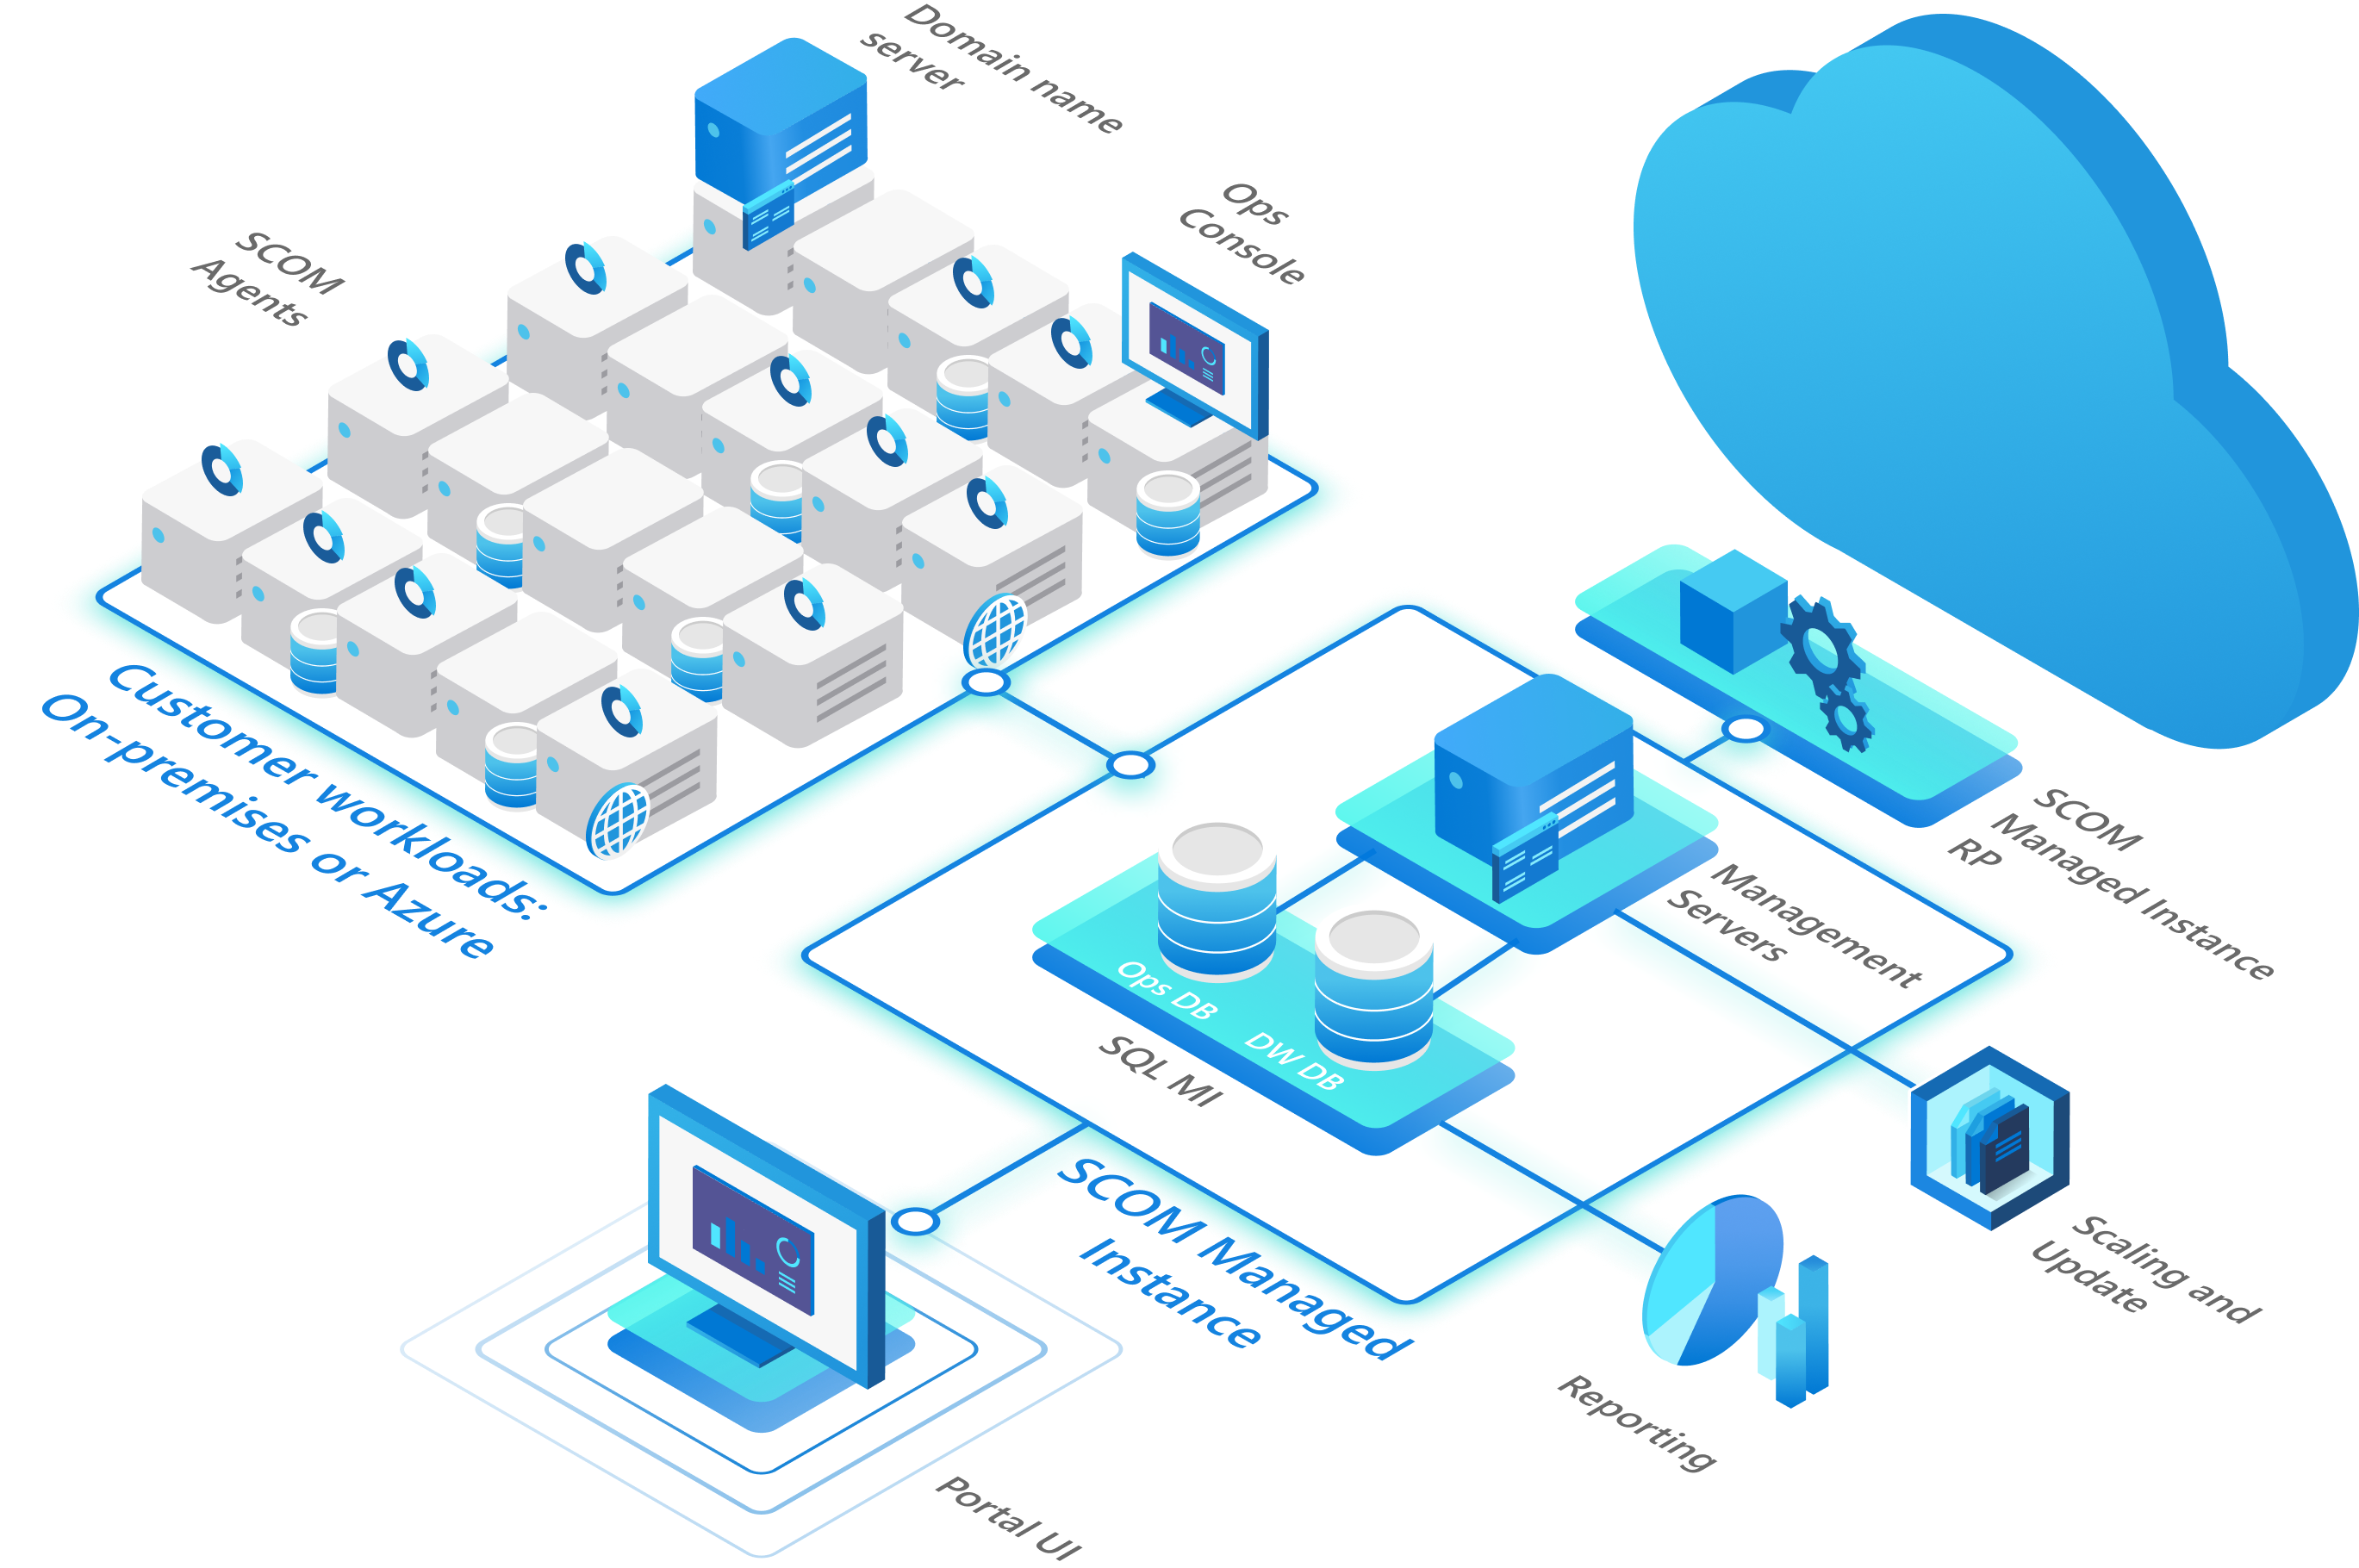 Domain name
server
Ops
Console
SCOM
Agents
Customer workloads:
On-premises or Azure
SCOM
Managed Instance
RP
Management
Servers
Ops DB
DW DB
SQL MI
SCOM Managed
Instance
Scaling and
Update
Reporting
Portal UI